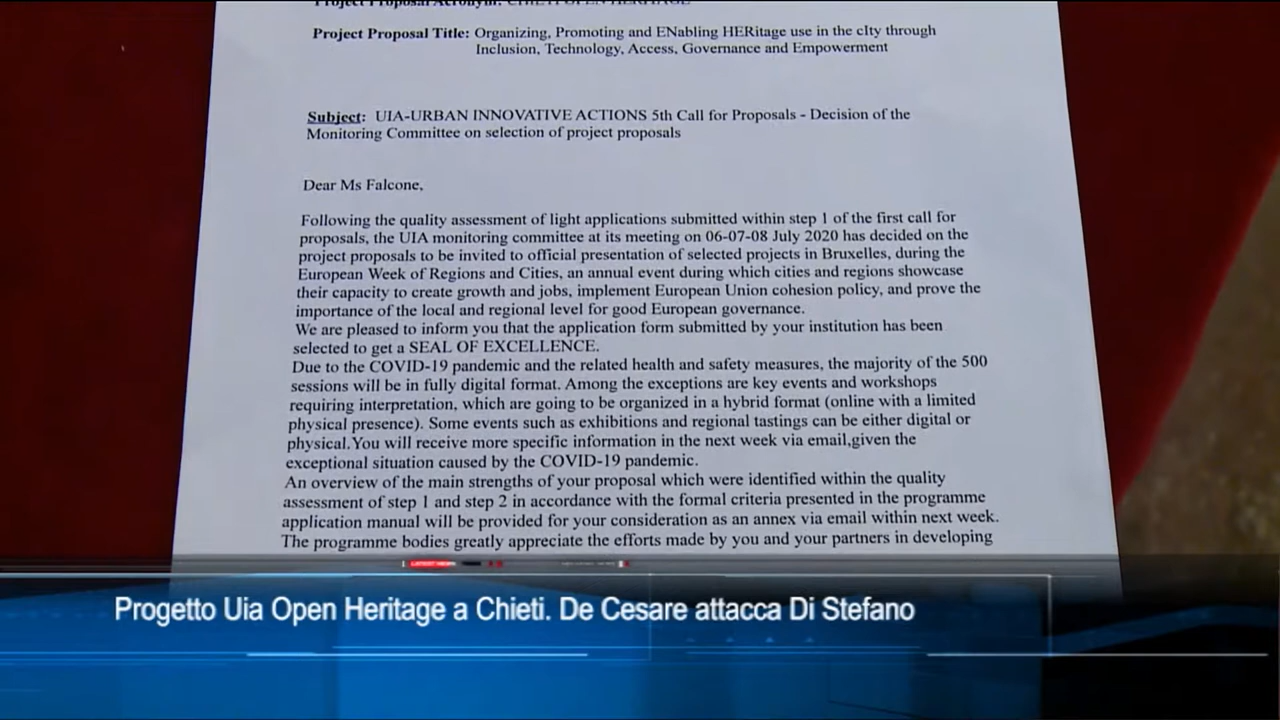 Project Proposal Acronym: CHIETI OPEN HERITAGE
Project Proposal Title: Organizing, Promoting and ENabling HERitage use in the cIty through
Inclusion, Technology, Access, Governance and Empowerment
Subject: UIA-URBAN INNOVATIVE ACTIONS 5th Call for Proposals - Decision of the
Monitoring Committee on selection of project proposals
Dear Ms Falcone,
Following the quality assessment of light applications submitted within step 1 of the first call for
proposals, the UIA monitoring committee at its meeting on 06-07-08 July 2020 has decided on the
project proposals to be invited to official presentation of selected projects in Bruxelles, during the
European Week of Regions and Cities, an annual event during which cities and regions showcase
their capacity to create growth and jobs, implement European Union cohesion policy, and prove the
importance of the local and regional level for good European governance.
We are pleased to inform you that the application form submitted by your institution has been
selected to get a SEAL OF EXCELLENCE.
Due to the COVID-19 pandemic and the related health and safety measures, the majority of the 500
sessions will be in fully digital format. Among the exceptions are key events and workshops
requiring interpretation, which are going to be organized in a hybrid format (online with a limited
physical presence). Some events such as exhibitions and regional tastings can be either digital or
physical.You will receive more specific information in the next week via email,given the
exceptional situation caused by the COVID-19 pandemic.
An overview of the main strengths of your proposal which were identified within the quality
assessment of step 1 and step 2 in accordance with the formal criteria presented in the programme
application manual will be provided for your consideration as an annex via email within next week.
The programme bodies greatly appreciate the efforts made by you and your partners in developing
LATEST NEWS
Progetto Uia Open Heritage a Chieti. De Cesare attacca Di Stefano